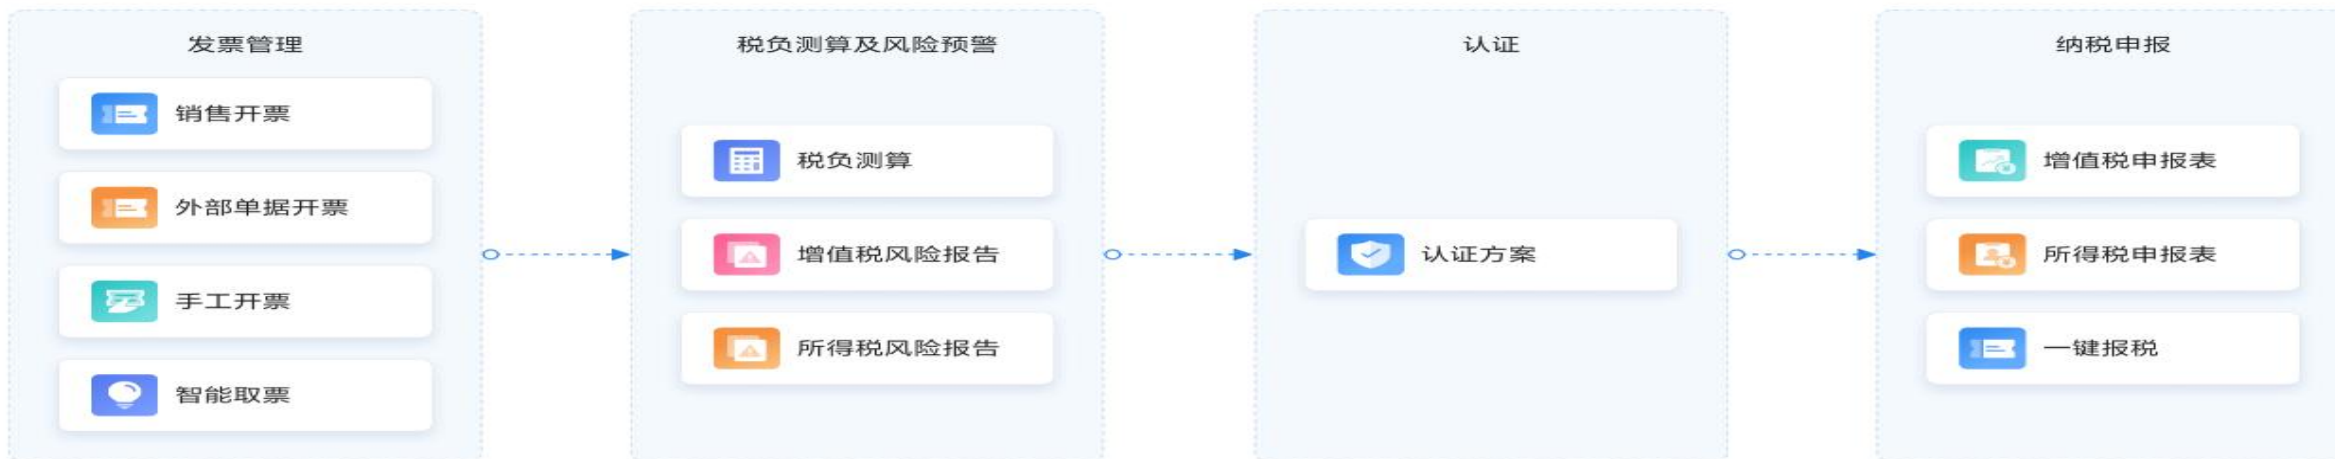 发票管理
销售开票
外部单据开票
手工开票
智能取票
税负测算及风险预警
税负测算
增值税风险报告
所得税风险报告
认证
认证方案
纳税申报
增值税申报表
所得税申报表
一键报税